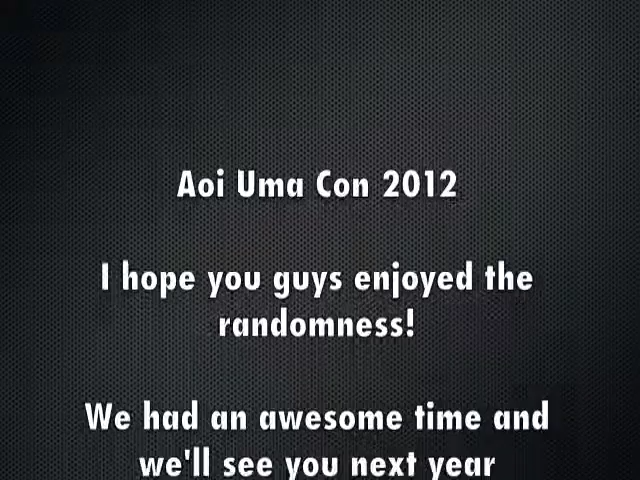 Aoi Uma Con 2012
I hope you guys enjoyed the
randomness!
We had an awesome time and
we'll see you next year